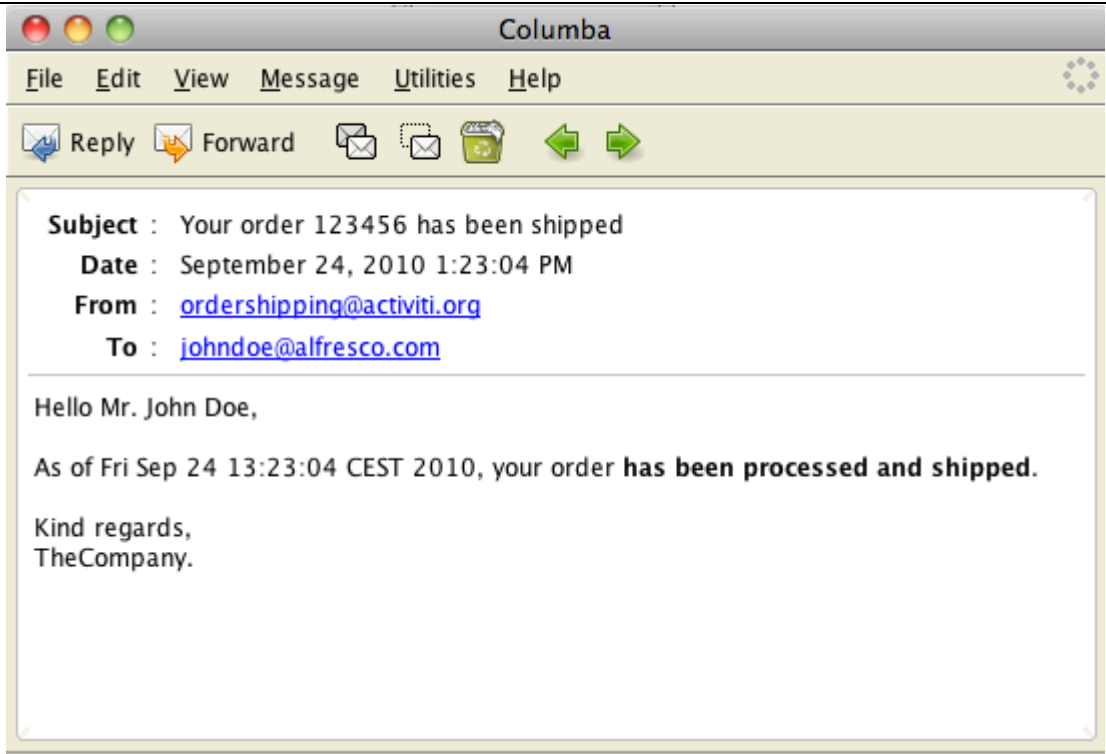 Columba
File Edit View Message Utilities Help
Reply Forward
Subject : Your order 123456 has been shipped
Date : September 24, 2010 1:23:04 PM
From : ordershipping@activiti.org
To : johndoe@alfresco.com
Hello Mr. John Doe,
As of Fri Sep 24 13:23:04 CEST 2010, your order has been processed and shipped.
Kind regards,
TheCompany.